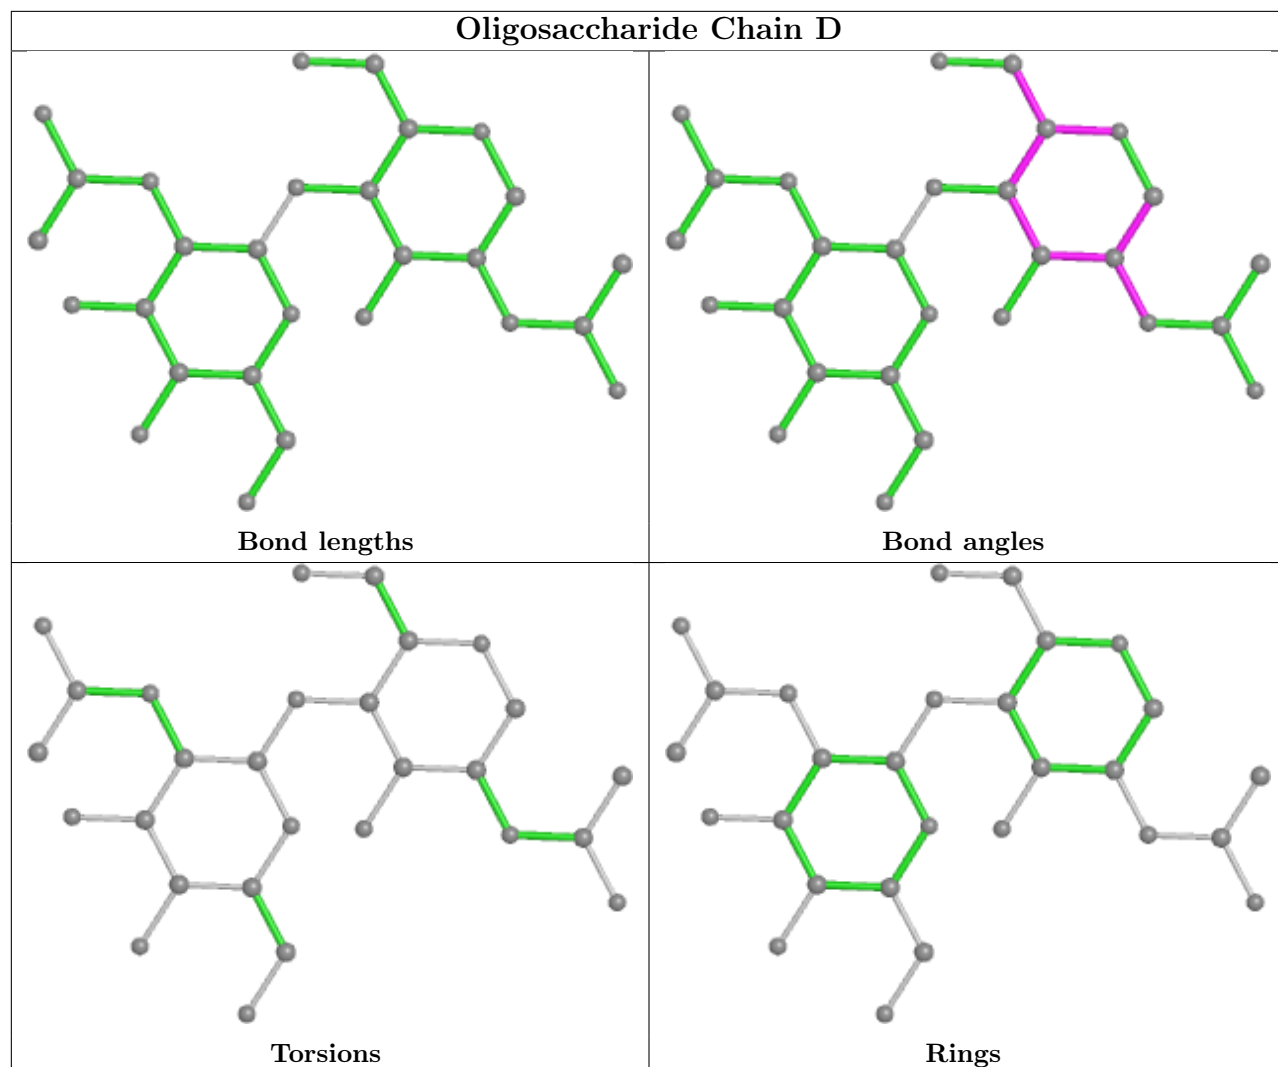 Oligosaccharide Chain D
Bond lengths
Bond angles
Torsions
Rings